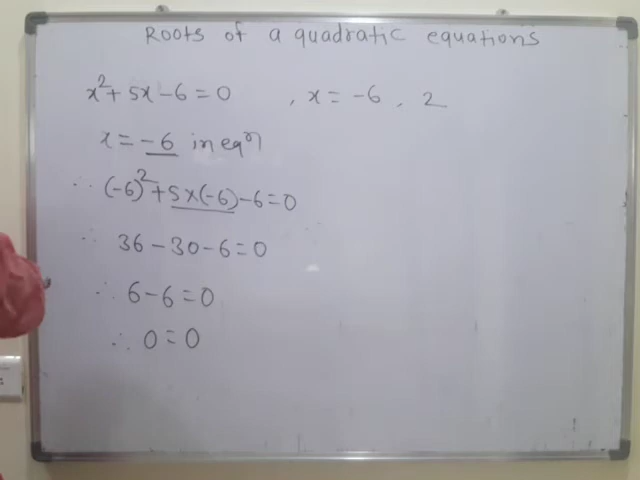 Roots of a quadratic equations
x²+ 5x - 6 = 0 , x = -6 , 2
x = -6 in eqⁿ
∴ (-6)² + 5×(-6) - 6 = 0
∴ 36 - 30 - 6 = 0
∴ 6 - 6 = 0
∴ 0 = 0